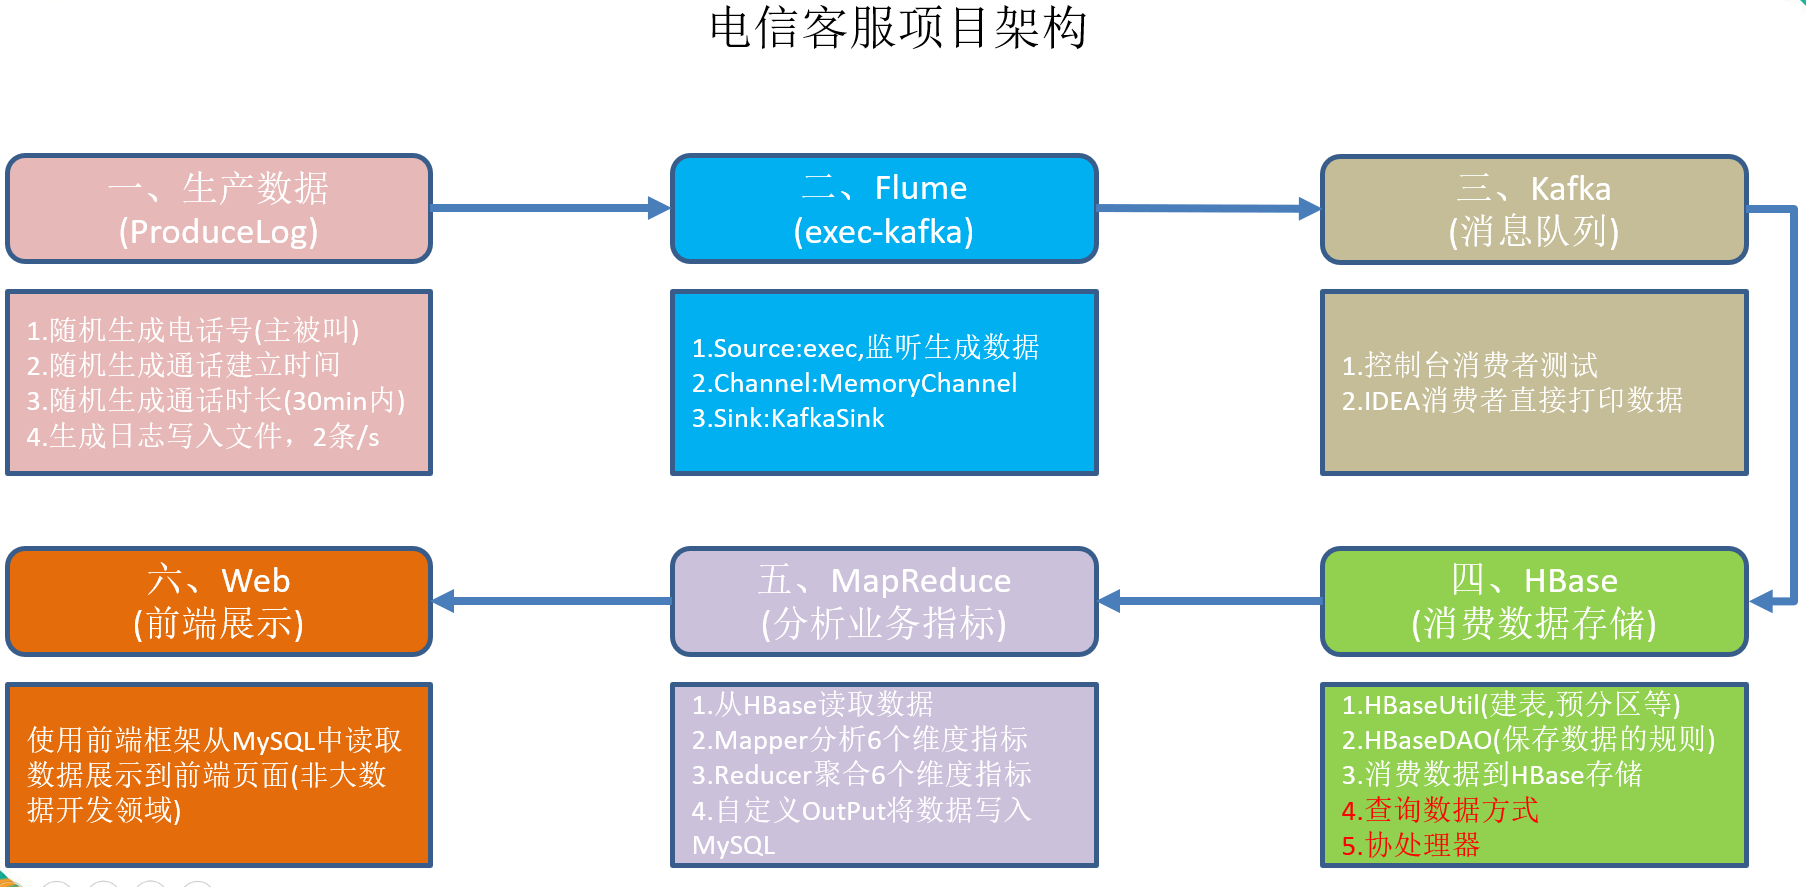 电信客服项目架构
一、生产数据
(ProduceLog)
二、Flume
(exec-kafka)
三、Kafka
(消息队列)
1.随机生成电话号(主被叫)
2.随机生成通话建立时间
3.随机生成通话时长(30min内)
4.生成日志写入文件，2条/s
1.Source:exec,监听生成数据
2.Channel:MemoryChannel
3.Sink:KafkaSink
1.控制台消费者测试
2.IDEA消费者直接打印数据
六、Web
(前端展示)
五、MapReduce
(分析业务指标)
四、HBase
(消费数据存储)
使用前端框架从MySQL中读取
数据展示到前端页面(非大数
据开发领域)
1.从HBase读取数据
2.Mapper分析6个维度指标
3.Reducer聚合6个维度指标
4.自定义OutPut将数据写入
MySQL
1.HBaseUtil(建表,预分区等)
2.HBaseDAO(保存数据的规则)
3.消费数据到HBase存储
4.查询数据方式
5.协处理器